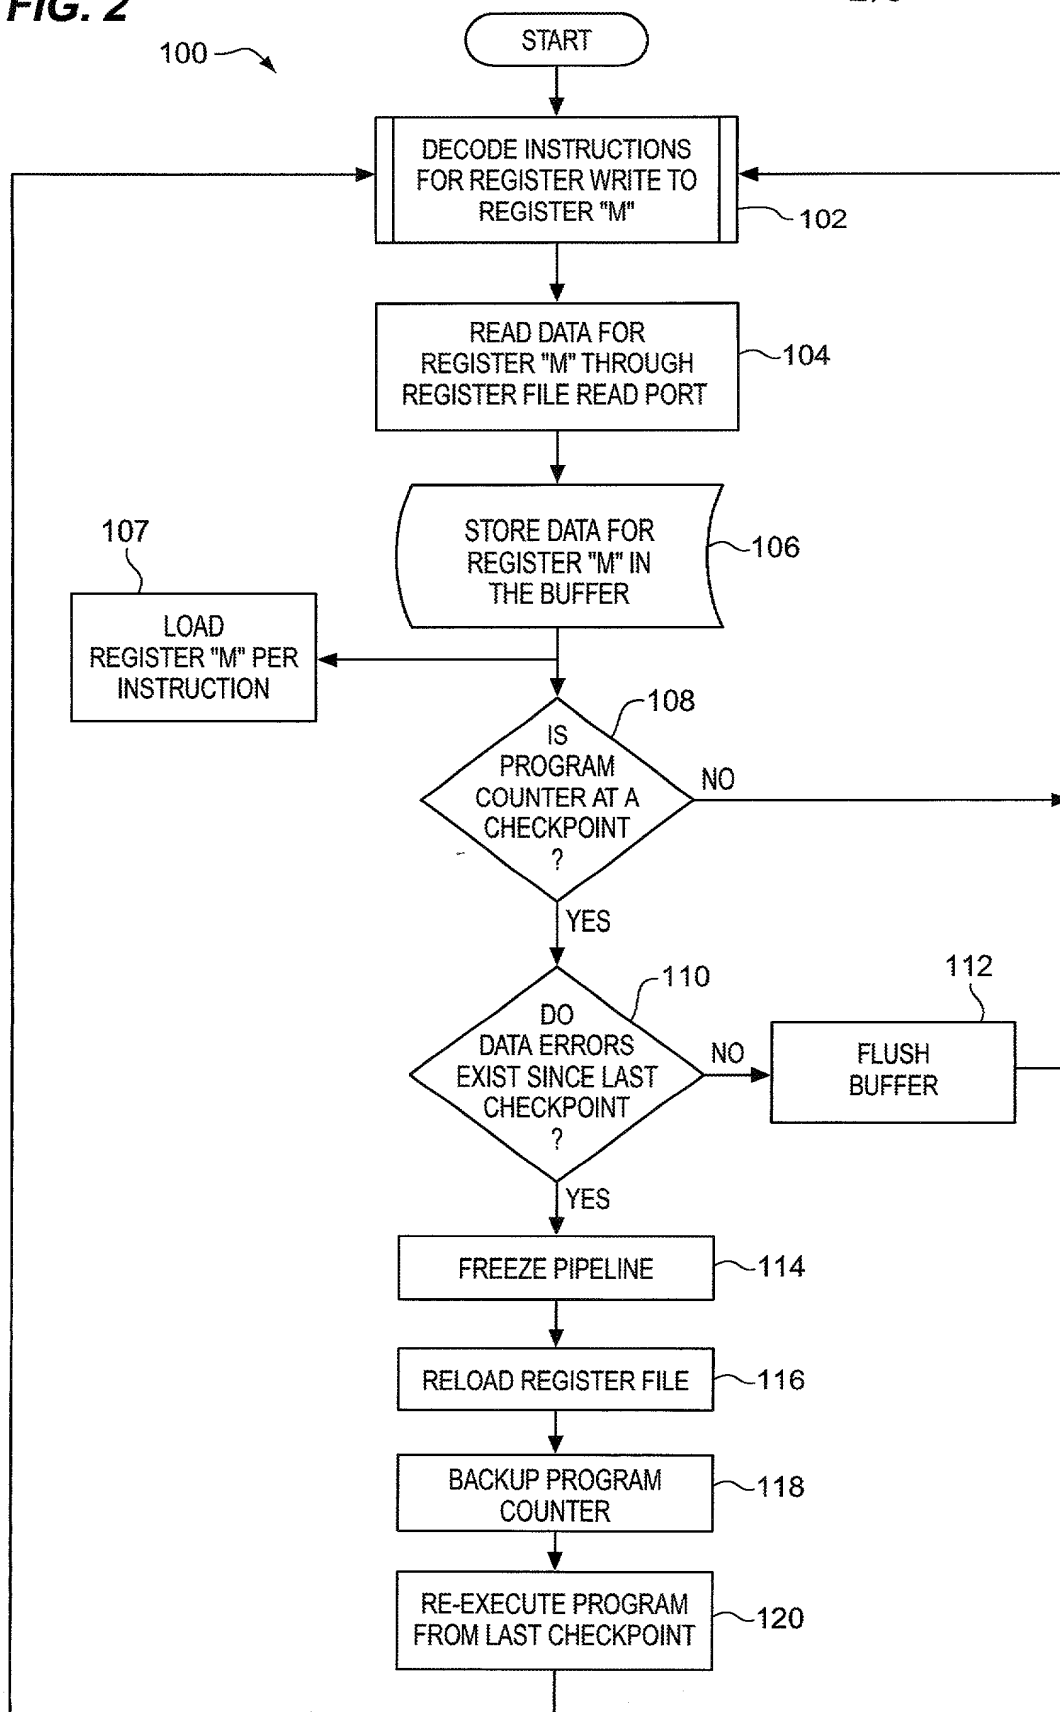 FIG. 2
100
START
DECODE INSTRUCTIONS
FOR REGISTER WRITE TO
REGISTER "M"
102
READ DATA FOR
REGISTER "M" THROUGH
REGISTER FILE READ PORT
104
STORE DATA FOR
REGISTER "M" IN
THE BUFFER
106
107
LOAD
REGISTER "M" PER
INSTRUCTION
108
IS
PROGRAM
COUNTER AT A
CHECKPOINT
?
NO
YES
110
DO
DATA ERRORS
EXIST SINCE LAST
CHECKPOINT
?
NO
112
FLUSH
BUFFER
YES
FREEZE PIPELINE
114
RELOAD REGISTER FILE
116
BACKUP PROGRAM
COUNTER
118
RE-EXECUTE PROGRAM
FROM LAST CHECKPOINT
120